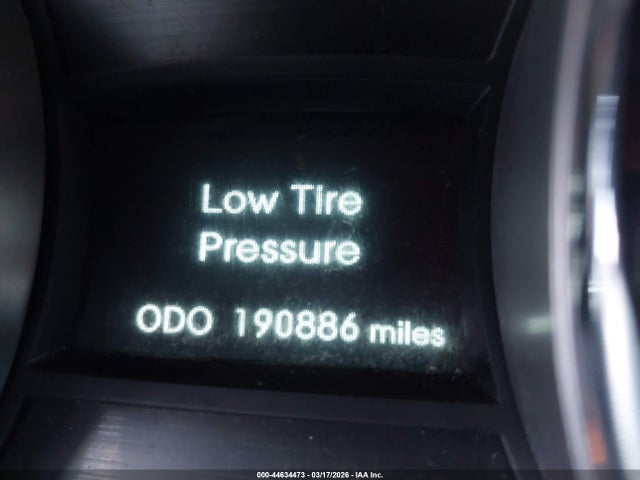 Low Tire
Pressure
ODO 190886 miles
000-44634473 - 03/17/2026 - IAA Inc.